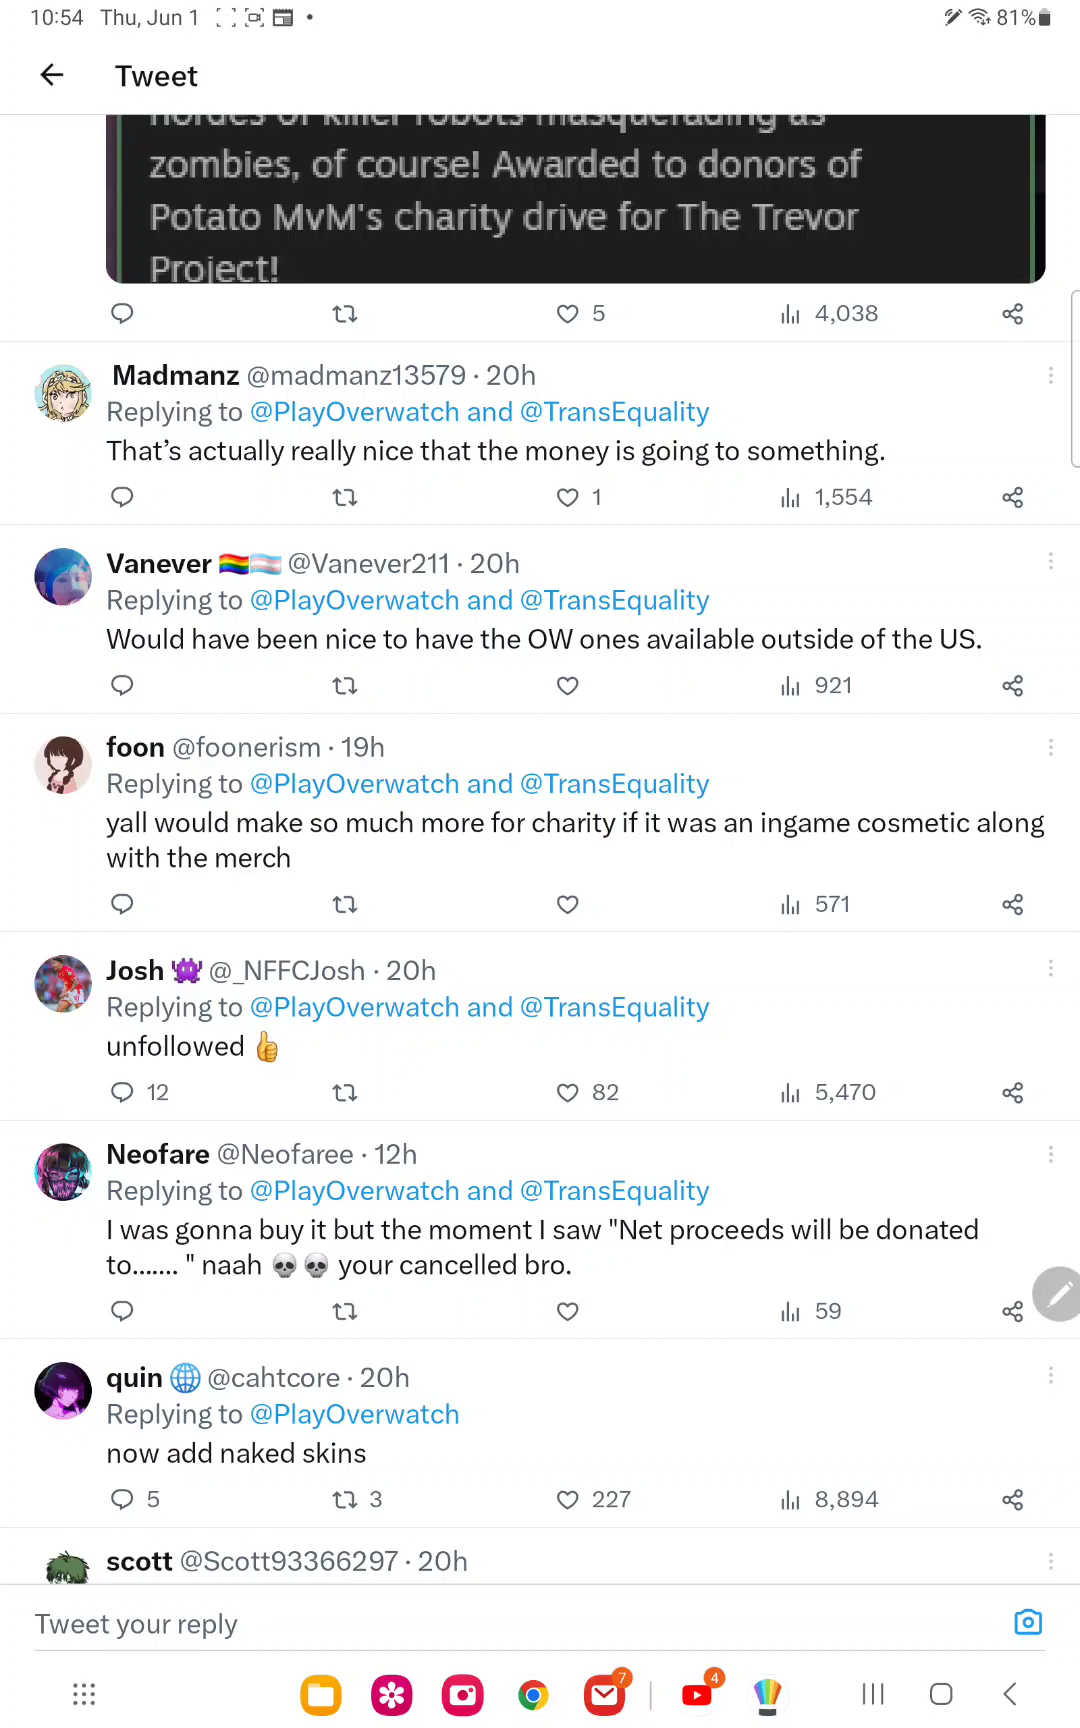 10:54 Thu, Jun 1 81%
Tweet
hordes of killer robots masquerading as
zombies, of course! Awarded to donors of
Potato MvM's charity drive for The Trevor
Project!
5 4,038
Madmanz @madmanz13579 · 20h
Replying to @PlayOverwatch and @TransEquality
That's actually really nice that the money is going to something.
1 1,554
Vanever 🏳️‍🌈🏳️‍⚧️ @Vanever211 · 20h
Replying to @PlayOverwatch and @TransEquality
Would have been nice to have the OW ones available outside of the US.
921
foon @foonerism · 19h
Replying to @PlayOverwatch and @TransEquality
yall would make so much more for charity if it was an ingame cosmetic along
with the merch
571
Josh 👾 @_NFFCJosh · 20h
Replying to @PlayOverwatch and @TransEquality
unfollowed 👍
12 82 5,470
Neofare @Neofaree · 12h
Replying to @PlayOverwatch and @TransEquality
I was gonna buy it but the moment I saw "Net proceeds will be donated
to....... " naah 💀💀 your cancelled bro.
59
quin 🌐 @cahtcore · 20h
Replying to @PlayOverwatch
now add naked skins
5 3 227 8,894
scott @Scott93366297 · 20h
Tweet your reply
7 4